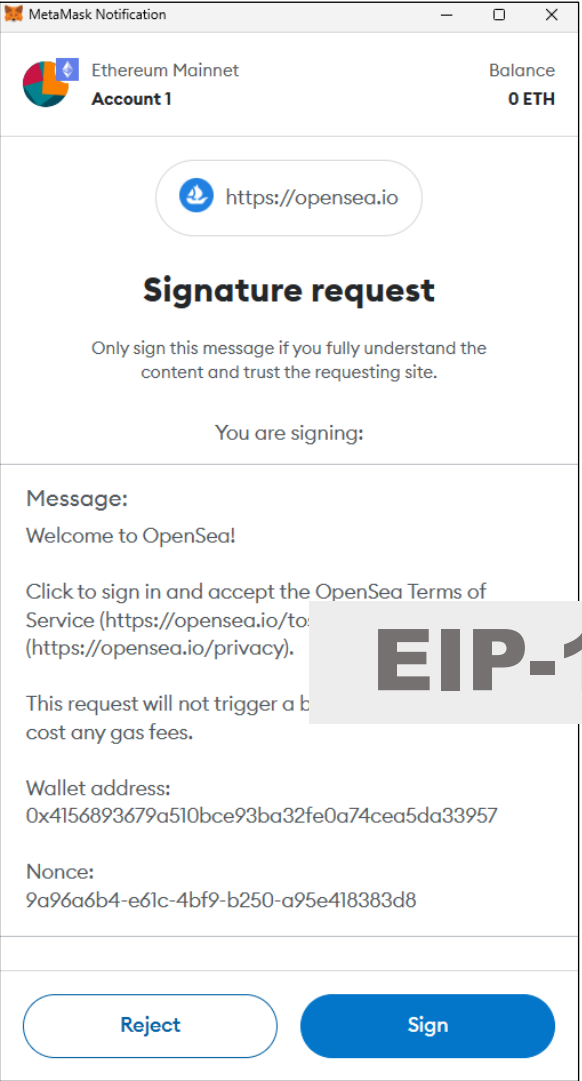 MetaMask Notification
Ethereum Mainnet
Balance
Account 1
0 ETH
https://opensea.io
Signature request
Only sign this message if you fully understand the
content and trust the requesting site.
You are signing:
Message:
Welcome to OpenSea!
Click to sign in and accept the OpenSea Terms of
Service (https://opensea.io/to
(https://opensea.io/privacy).
EIP-1
This request will not trigger a b
cost any gas fees.
Wallet address:
0x4156893679a510bce93ba32fe0a74cea5da33957
Nonce:
9a96a6b4-e61c-4bf9-b250-a95e418383d8
Reject
Sign